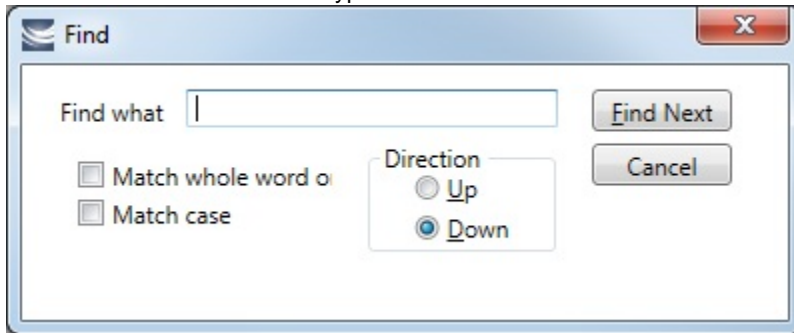 Find
Find what
Find Next
Match whole word o
Match case
Direction
Up
Down
Cancel